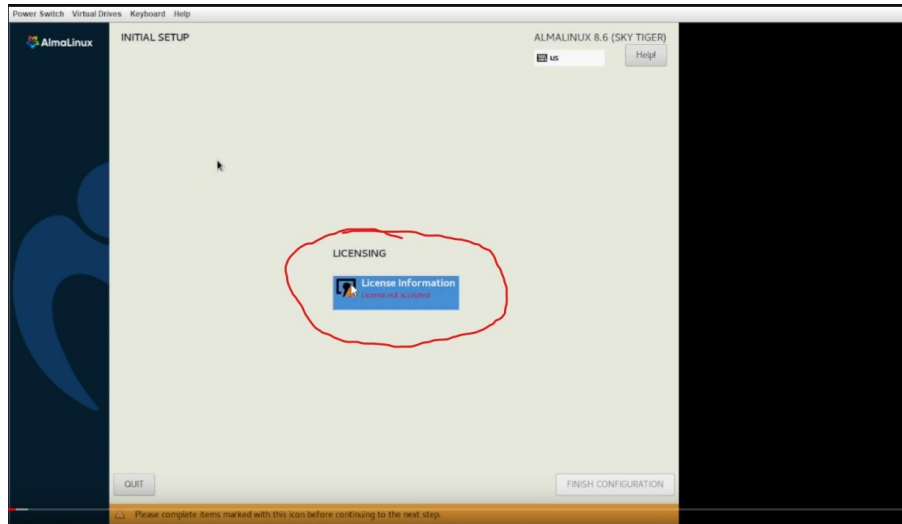 Power Switch Virtual Drives Keyboard Help
AlmaLinux
INITIAL SETUP
ALMALINUX 8.6 (SKY TIGER)
us
Help!
LICENSING
License Information
License not accepted
QUIT
FINISH CONFIGURATION
Please complete items marked with this icon before continuing to the next step.